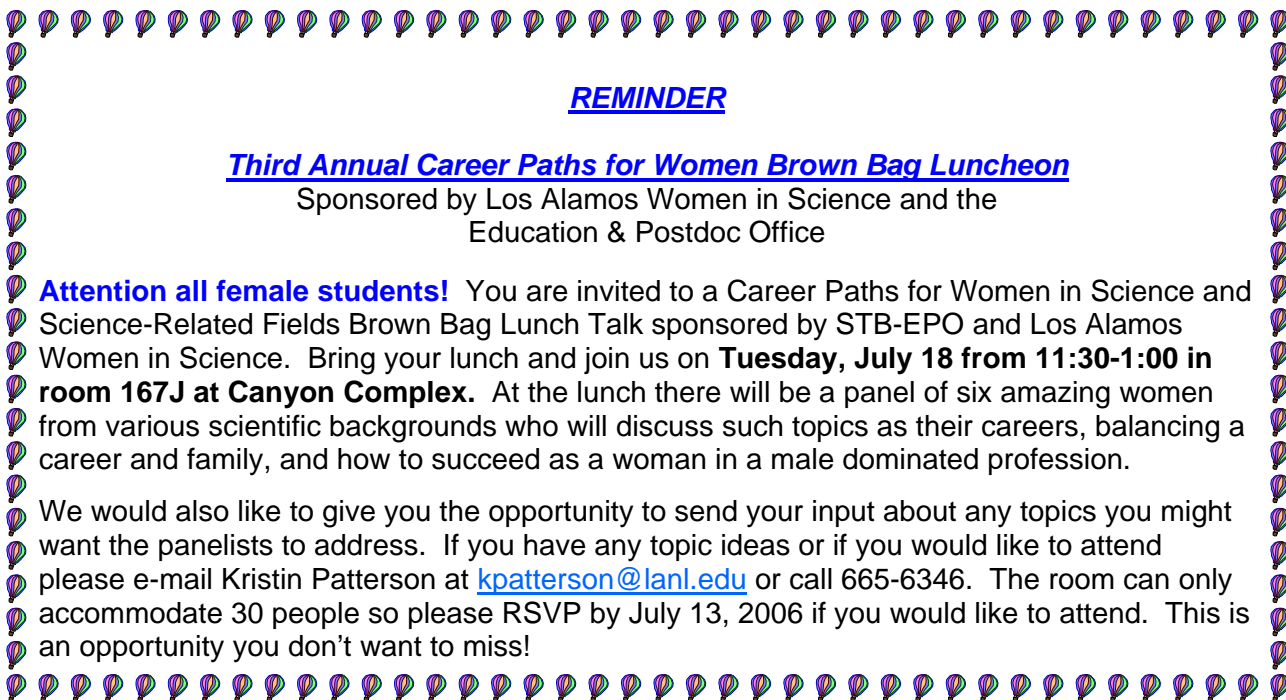 REMINDER
Third Annual Career Paths for Women Brown Bag Luncheon
Sponsored by Los Alamos Women in Science and the
Education & Postdoc Office
Attention all female students!  You are invited to a Career Paths for Women in Science and
Science-Related Fields Brown Bag Lunch Talk sponsored by STB-EPO and Los Alamos
Women in Science.  Bring your lunch and join us on Tuesday, July 18 from 11:30-1:00 in
room 167J at Canyon Complex.  At the lunch there will be a panel of six amazing women
from various scientific backgrounds who will discuss such topics as their careers, balancing a
career and family, and how to succeed as a woman in a male dominated profession.
We would also like to give you the opportunity to send your input about any topics you might
want the panelists to address.  If you have any topic ideas or if you would like to attend
please e-mail Kristin Patterson at kpatterson@lanl.edu or call 665-6346.  The room can only
accommodate 30 people so please RSVP by July 13, 2006 if you would like to attend.  This is
an opportunity you don’t want to miss!